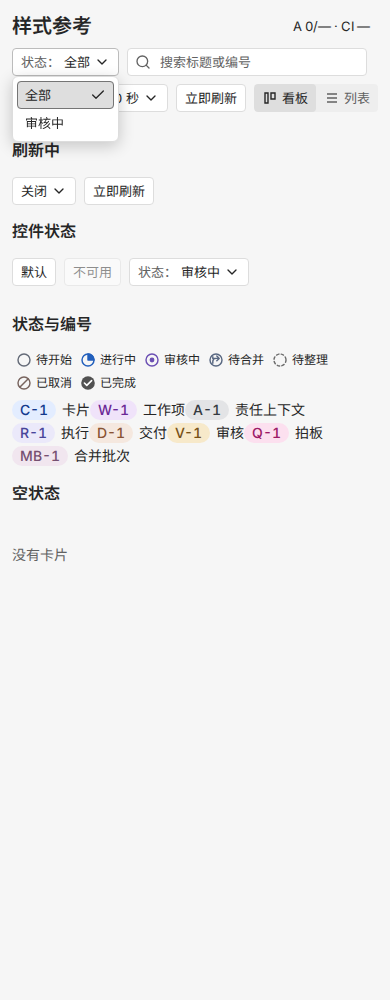 样式参考
A 0/— · CI —
状态： 全部
搜索标题或编号
全部
审核中
秒
立即刷新
看板
列表
刷新中
关闭
立即刷新
控件状态
默认
不可用
状态： 审核中
状态与编号
待开始 进行中 审核中 待合并 待整理
已取消 已完成
C-1 卡片 W-1 工作项 A-1 责任上下文
R-1 执行 D-1 交付 V-1 审核 Q-1 拍板
MB-1 合并批次
空状态
没有卡片